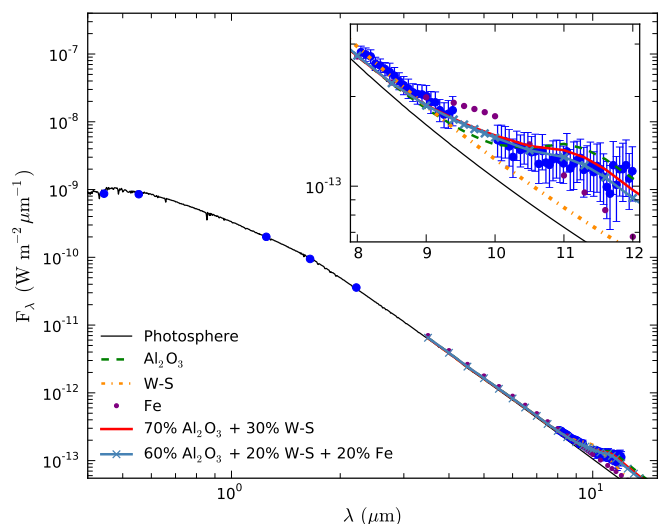 10⁻⁷
10⁻⁸
10⁻⁹
10⁻¹⁰
10⁻¹¹
10⁻¹²
10⁻¹³
F_λ (W m⁻² μm⁻¹)
10⁻¹³
8 9 10 11 12
Photosphere
Al₂O₃
W-S
Fe
70% Al₂O₃ + 30% W-S
60% Al₂O₃ + 20% W-S + 20% Fe
10⁰ 10¹
λ (μm)